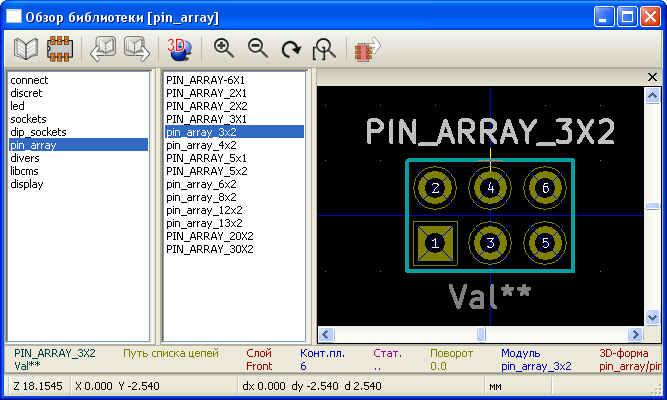 Обзор библиотеки [pin_array]
3D
connect
discret
led
sockets
dip_sockets
pin_array
divers
libcms
display
PIN_ARRAY-6X1
PIN_ARRAY_2X1
PIN_ARRAY_2X2
PIN_ARRAY_3X1
pin_array_3x2
pin_array_4x2
PIN_ARRAY_5x1
PIN_ARRAY_5x2
pin_array_6x2
pin_array_8x2
pin_array_12x2
pin_array_13x2
PIN_ARRAY_20X2
PIN_ARRAY_30X2
PIN_ARRAY_3X2
2 4 6
1 3 5
Val**
PIN_ARRAY_3X2 Путь списка цепей Слой Конт.пл. Стат. Поворот Модуль 3D-форма
Val** Front 6 .. 0.0 pin_array_3x2 pin_array/pir
Z 18.1545 X 0.000 Y -2.540 dx 0.000 dy -2.540 d 2.540 мм